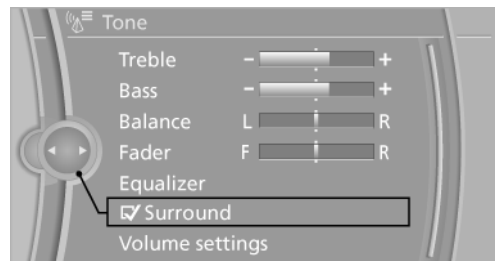 Tone
Treble - +
Bass - +
Balance L R
Fader F R
Equalizer
Surround
Volume settings